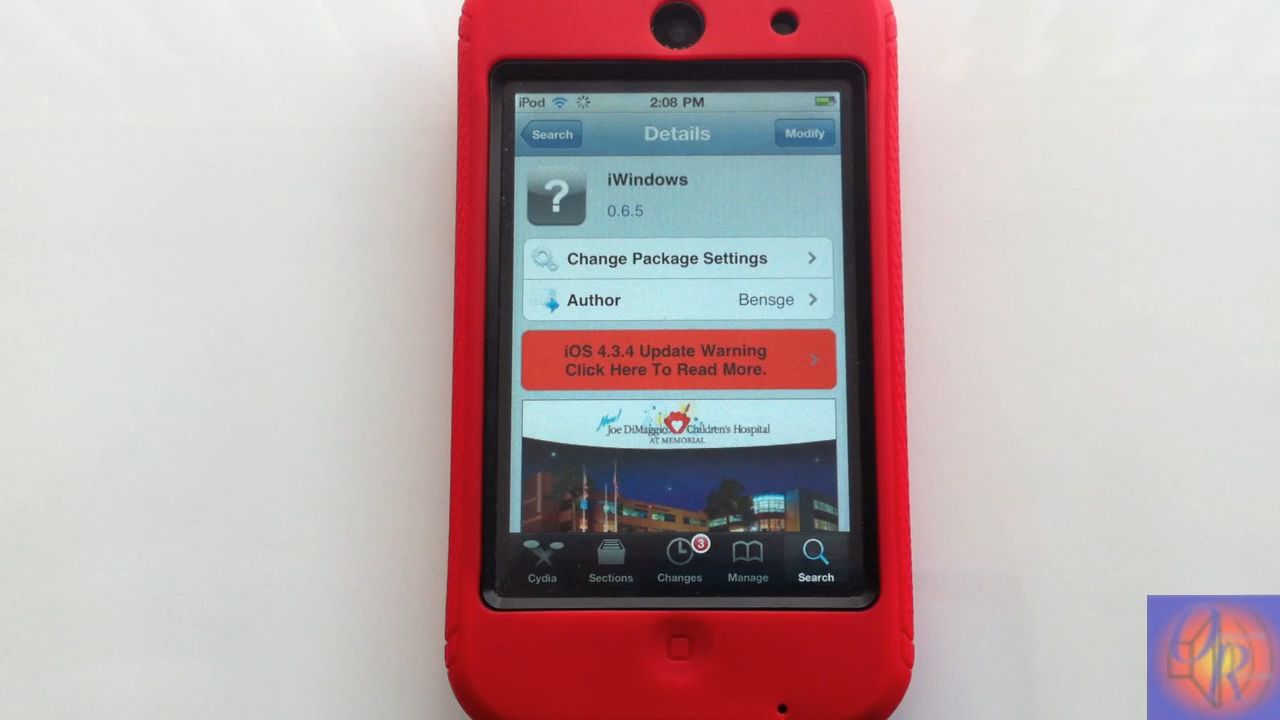 iPod 2:08 PM
Search Details Modify
?
iWindows
0.6.5
Change Package Settings
Author Bensge
iOS 4.3.4 Update Warning
Click Here To Read More.
New!
Joe DiMaggio Children's Hospital
AT MEMORIAL
3
Cydia Sections Changes Manage Search
JR